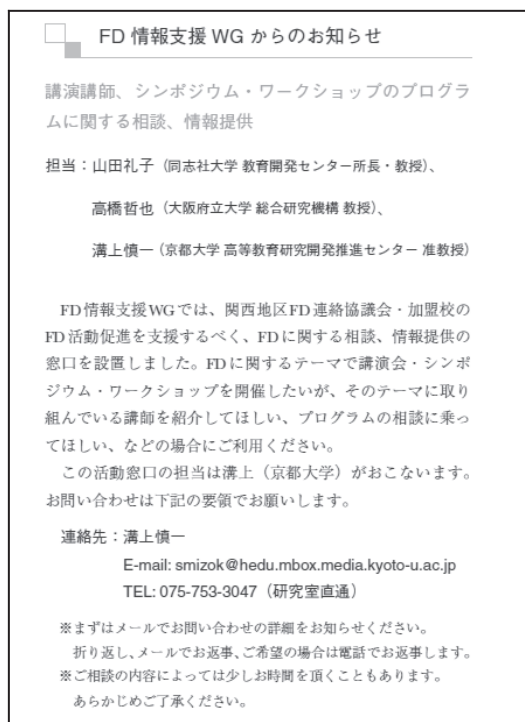 FD 情報支援 WG からのお知らせ
講演講師、シンポジウム・ワークショップのプログラ
ムに関する相談、情報提供
担当：山田礼子（同志社大学 教育開発センター所長・教授）、
高橋哲也（大阪府立大学 総合研究機構 教授）、
溝上慎一（京都大学 高等教育研究開発推進センター 准教授）
FD情報支援WGでは、関西地区FD連絡協議会・加盟校の
FD活動促進を支援するべく、FDに関する相談、情報提供の
窓口を設置しました。FDに関するテーマで講演会・シンポ
ジウム・ワークショップを開催したいが、そのテーマに取り
組んでいる講師を紹介してほしい、プログラムの相談に乗っ
てほしい、などの場合にご利用ください。
この活動窓口の担当は溝上（京都大学）がおこないます。
お問い合わせは下記の要領でお願いします。
連絡先：溝上慎一
E-mail: smizok@hedu.mbox.media.kyoto-u.ac.jp
TEL: 075-753-3047（研究室直通）
※まずはメールでお問い合わせの詳細をお知らせください。
折り返し、メールでお返事、ご希望の場合は電話でお返事します。
※ご相談の内容によっては少しお時間を頂くこともあります。
あらかじめご了承ください。